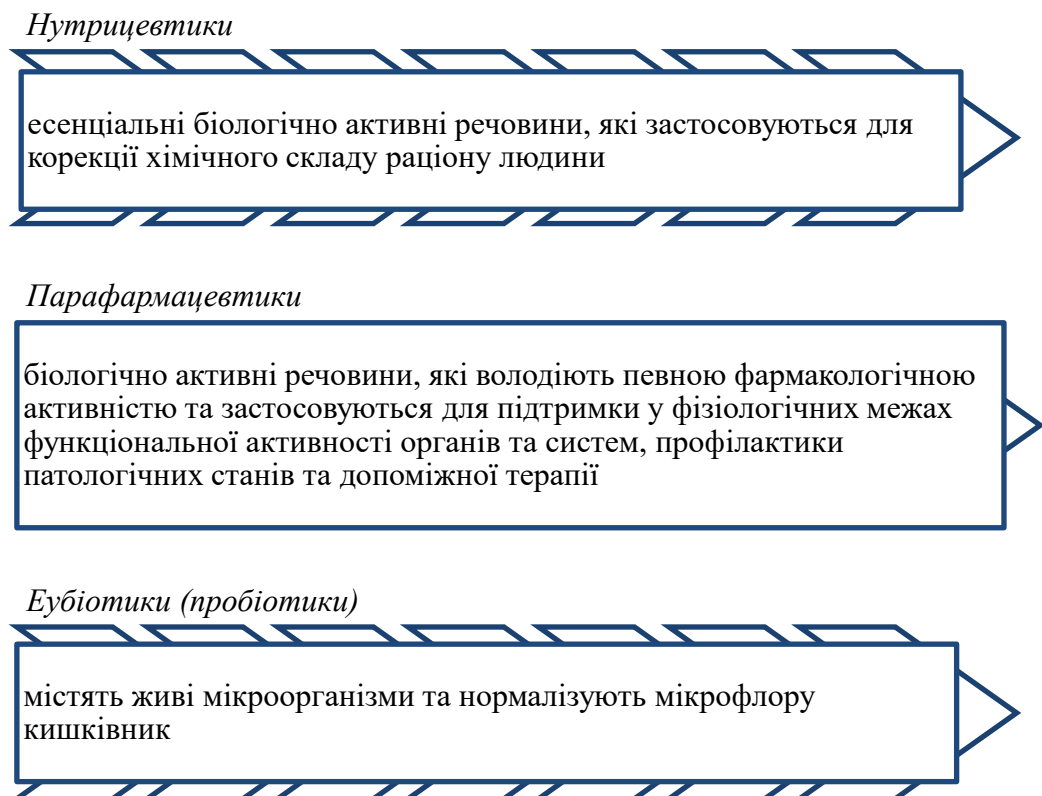 Нутрицевтики
есенціальні біологічно активні речовини, які застосовуються для
корекції хімічного складу раціону людини
Парафармацевтики
біологічно активні речовини, які володіють певною фармакологічною
активністю та застосовуються для підтримки у фізіологічних межах
функціональної активності органів та систем, профілактики
патологічних станів та допоміжної терапії
Еубіотики (пробіотики)
містять живі мікроорганізми та нормалізують мікрофлору
кишківник